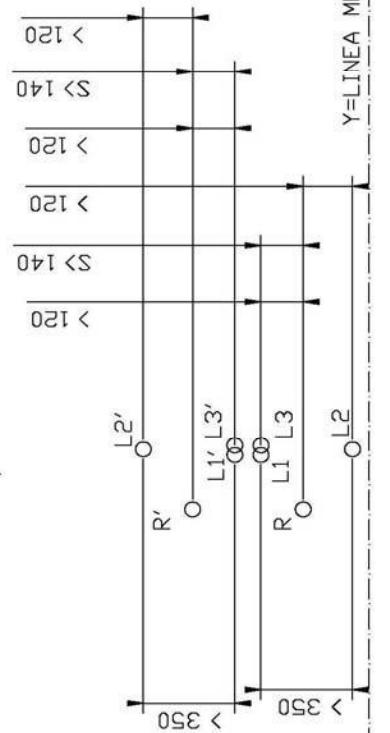 > 120
S> 140
> 120
> 120
S> 140
> 120
Y=LINEA
L2'
R'
L1' L3'
L1 L3
R
L2
> 350
> 350